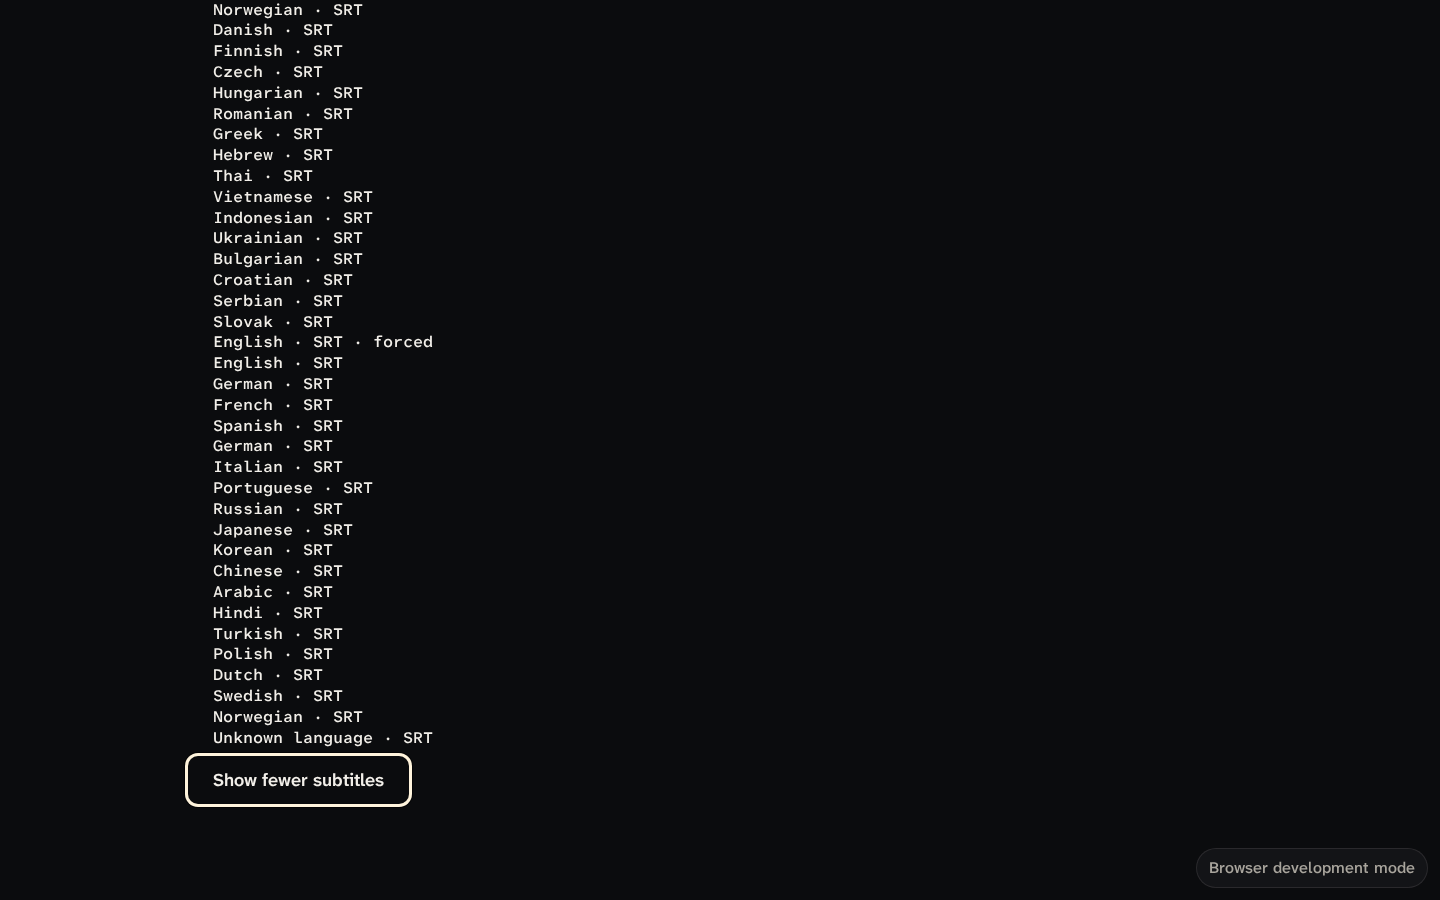 Norwegian · SRT
Danish · SRT
Finnish · SRT
Czech · SRT
Hungarian · SRT
Romanian · SRT
Greek · SRT
Hebrew · SRT
Thai · SRT
Vietnamese · SRT
Indonesian · SRT
Ukrainian · SRT
Bulgarian · SRT
Croatian · SRT
Serbian · SRT
Slovak · SRT
English · SRT · forced
English · SRT
German · SRT
French · SRT
Spanish · SRT
German · SRT
Italian · SRT
Portuguese · SRT
Russian · SRT
Japanese · SRT
Korean · SRT
Chinese · SRT
Arabic · SRT
Hindi · SRT
Turkish · SRT
Polish · SRT
Dutch · SRT
Swedish · SRT
Norwegian · SRT
Unknown language · SRT
Show fewer subtitles
Browser development mode